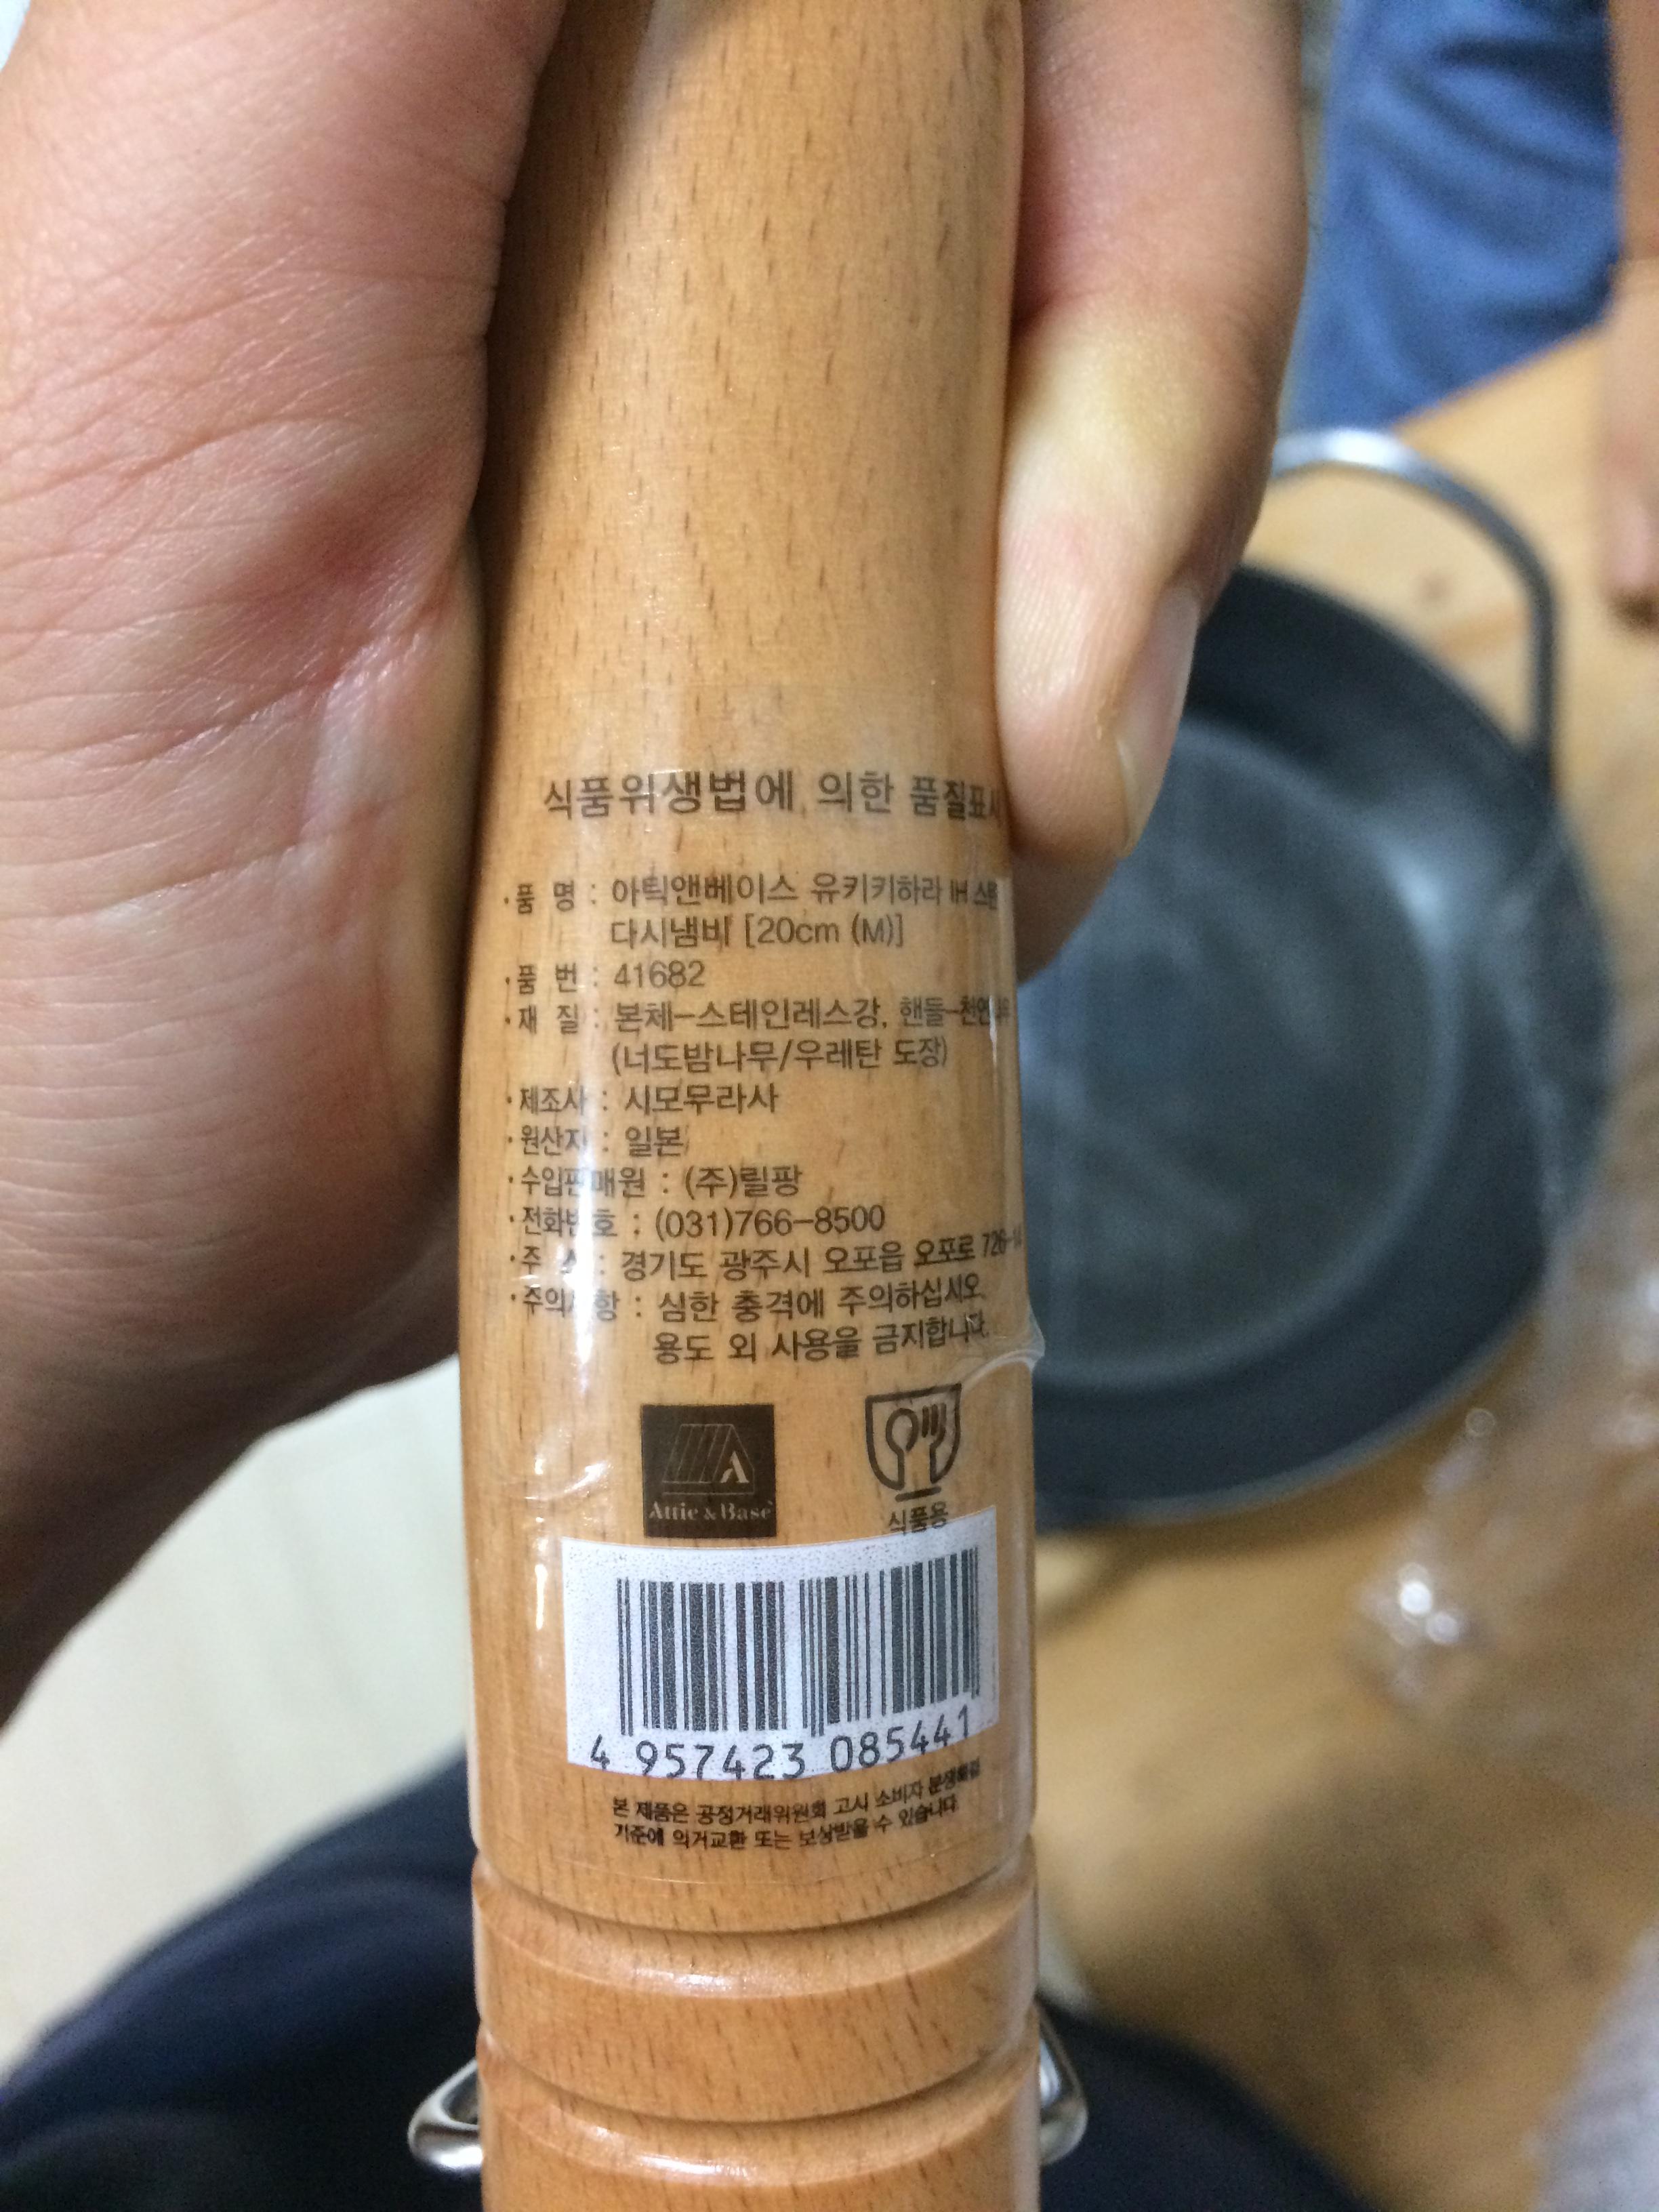 식품위생법에 의한 품질표시
·품 명 : 아틱앤베이스 유키키하라 IH 스텐
다시냄비 [20cm (M)]
·품 번 : 41682
·재 질 : 본체-스테인레스강, 핸들-천연나무
(너도밤나무/우레탄 도장)
·제조사 : 시모무라사
·원산지 : 일본
·수입판매원 : (주)릴팡
·전화번호 : (031)766-8500
·주 소 : 경기도 광주시 오포읍 오포로
·주의사항 : 심한 충격에 주의하십시오.
용도 외 사용을 금지합니다.
Attic & Base
식품용
4 957423 085441
본 제품은 공정거래위원회 고시 소비자 분쟁해결
기준에 의거교환 또는 보상받을 수 있습니다.